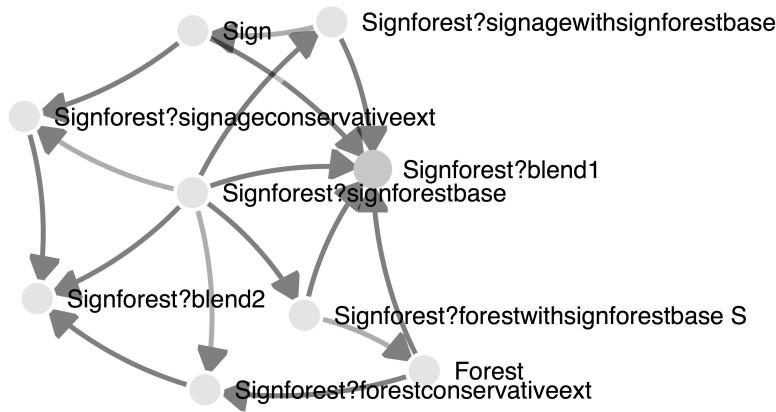 Signforest?signagewithsignforestbase
Sign
Signforest?signageconservativeext
Signforest?blend1
Signforest?signforestbase
Signforest?blend2
Signforest?forestwithsignforestbase S
Forest
Signforest?forestconservativeext